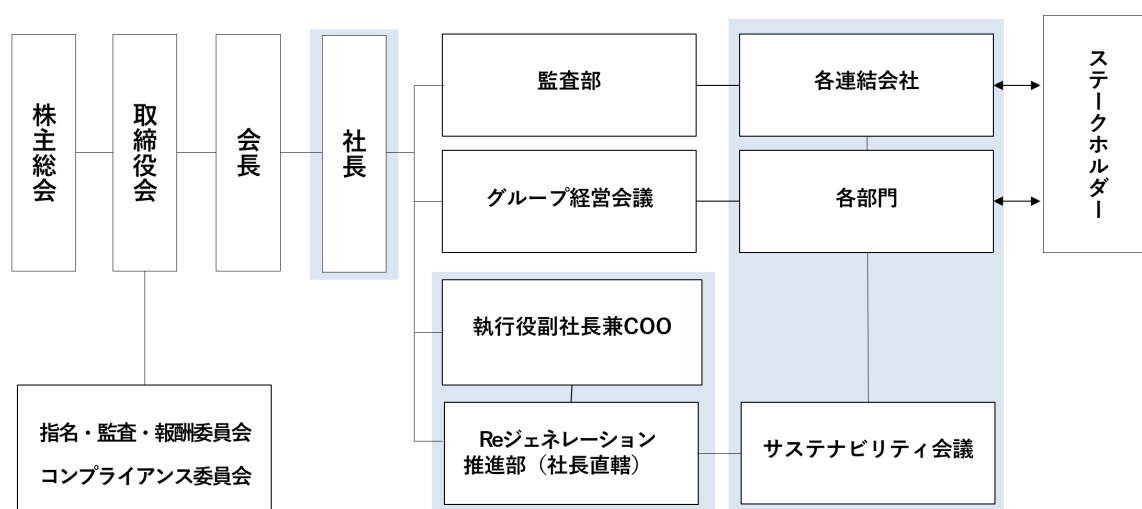 株主総会
取締役会
会長
社長
監査部
グループ経営会議
執行役副社長兼COO
Reジェネレーション
推進部（社長直轄）
各連結会社
各部門
サステナビリティ会議
ステークホルダー
指名・監査・報酬委員会
コンプライアンス委員会